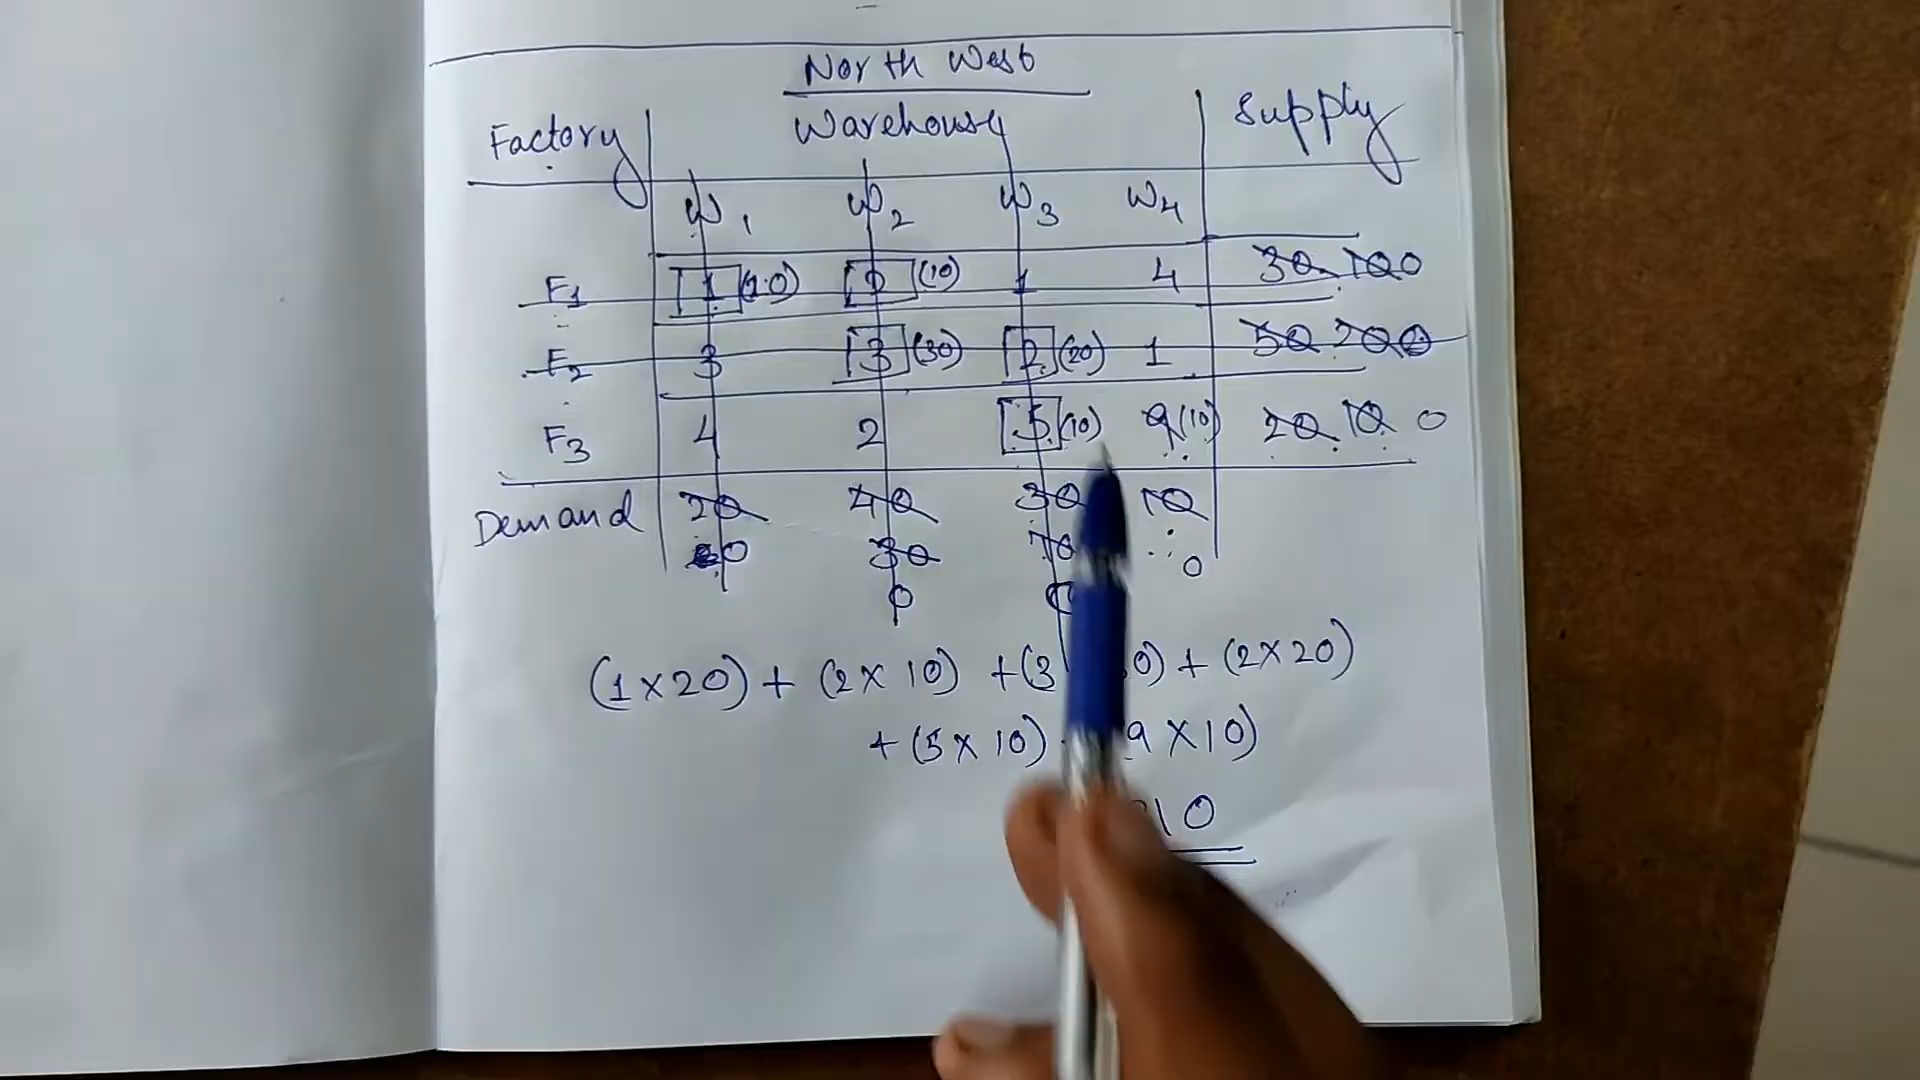 North West
Factory Warehouse Supply
W1 W2 W3 W4
F1 1 (20) 2 (10) 1 4 30 10 0
F2 3 3 (30) 2 (20) 1 50 20 0
F3 4 2 5 (10) 9 (10) 20 10 0
Demand 20 40 30 10
0 30 10 0
0
(1 x 20) + (2 x 10) + (3 0) + (2 x 20)
+ (5 x 10) 9 x 10)
10